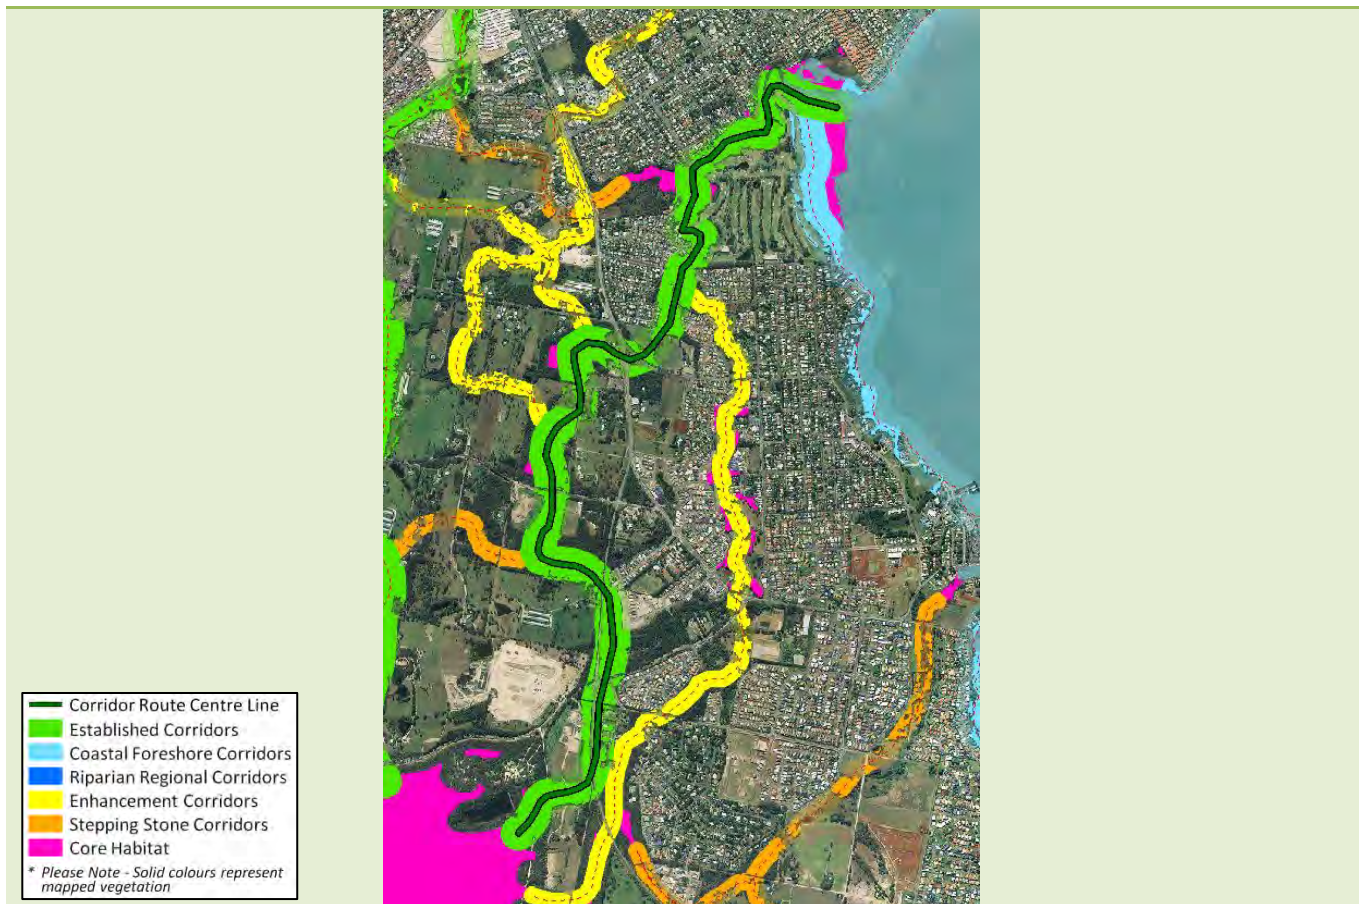 Corridor Route Centre Line
Established Corridors
Coastal Foreshore Corridors
Riparian Regional Corridors
Enhancement Corridors
Stepping Stone Corridors
Core Habitat
* Please Note - Solid colours represent
mapped vegetation